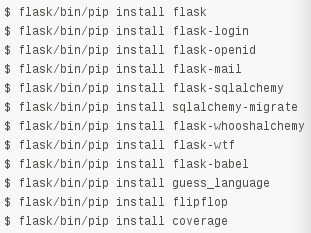 $ flask/bin/pip install flask
$ flask/bin/pip install flask-login
$ flask/bin/pip install flask-openid
$ flask/bin/pip install flask-mail
$ flask/bin/pip install flask-sqlalchemy
$ flask/bin/pip install sqlalchemy-migrate
$ flask/bin/pip install flask-whooshalchemy
$ flask/bin/pip install flask-wtf
$ flask/bin/pip install flask-babel
$ flask/bin/pip install guess_language
$ flask/bin/pip install flipflop
$ flask/bin/pip install coverage